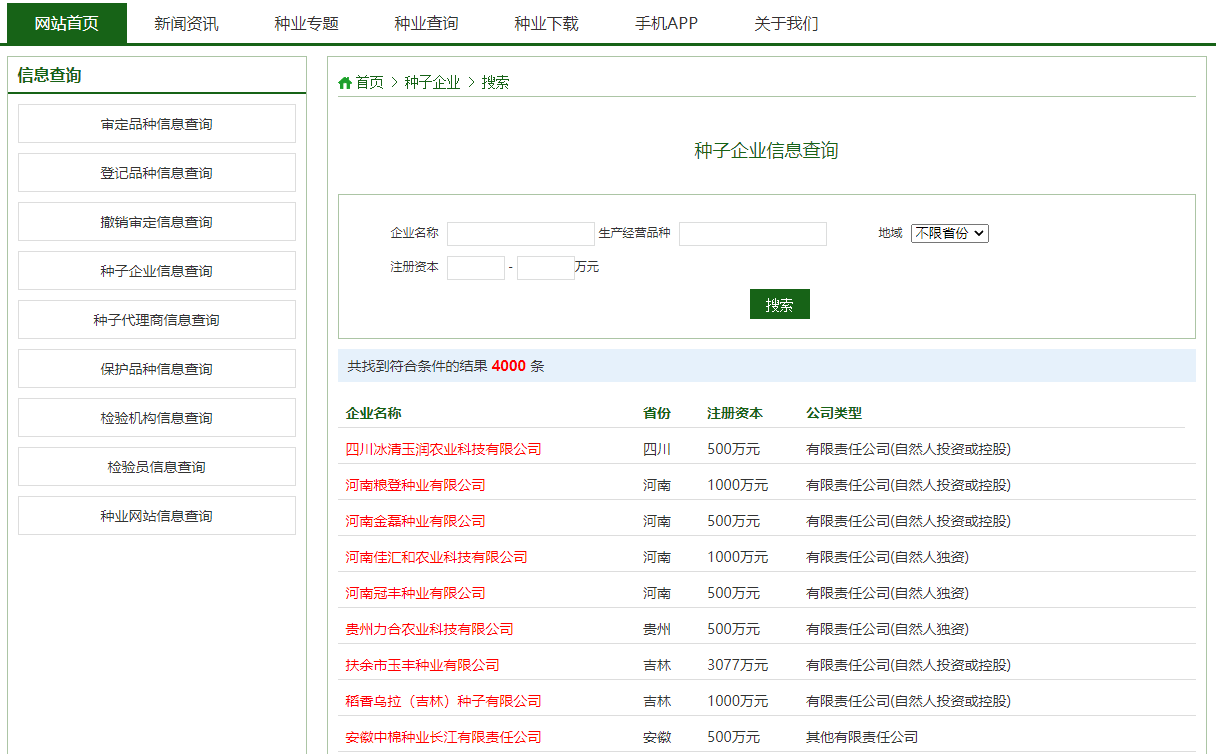 网站首页 新闻资讯 种业专题 种业查询 种业下载 手机APP 关于我们
信息查询
审定品种信息查询
登记品种信息查询
撤销审定信息查询
种子企业信息查询
种子代理商信息查询
保护品种信息查询
检验机构信息查询
检验员信息查询
种业网站信息查询
首页 > 种子企业 > 搜索
种子企业信息查询
企业名称 生产经营品种 地域 不限省份
注册资本 - 万元
搜索
共找到符合条件的结果 4000 条
企业名称 省份 注册资本 公司类型
四川冰清玉润农业科技有限公司 四川 500万元 有限责任公司(自然人投资或控股)
河南粮登种业有限公司 河南 1000万元 有限责任公司(自然人投资或控股)
河南金磊种业有限公司 河南 500万元 有限责任公司(自然人投资或控股)
河南佳汇和农业科技有限公司 河南 1000万元 有限责任公司(自然人独资)
河南冠丰种业有限公司 河南 500万元 有限责任公司(自然人独资)
贵州力合农业科技有限公司 贵州 500万元 有限责任公司(自然人独资)
扶余市玉丰种业有限公司 吉林 3077万元 有限责任公司(自然人投资或控股)
稻香乌拉（吉林）种子有限公司 吉林 1000万元 有限责任公司(自然人投资或控股)
安徽中棉种业长江有限责任公司 安徽 500万元 其他有限责任公司